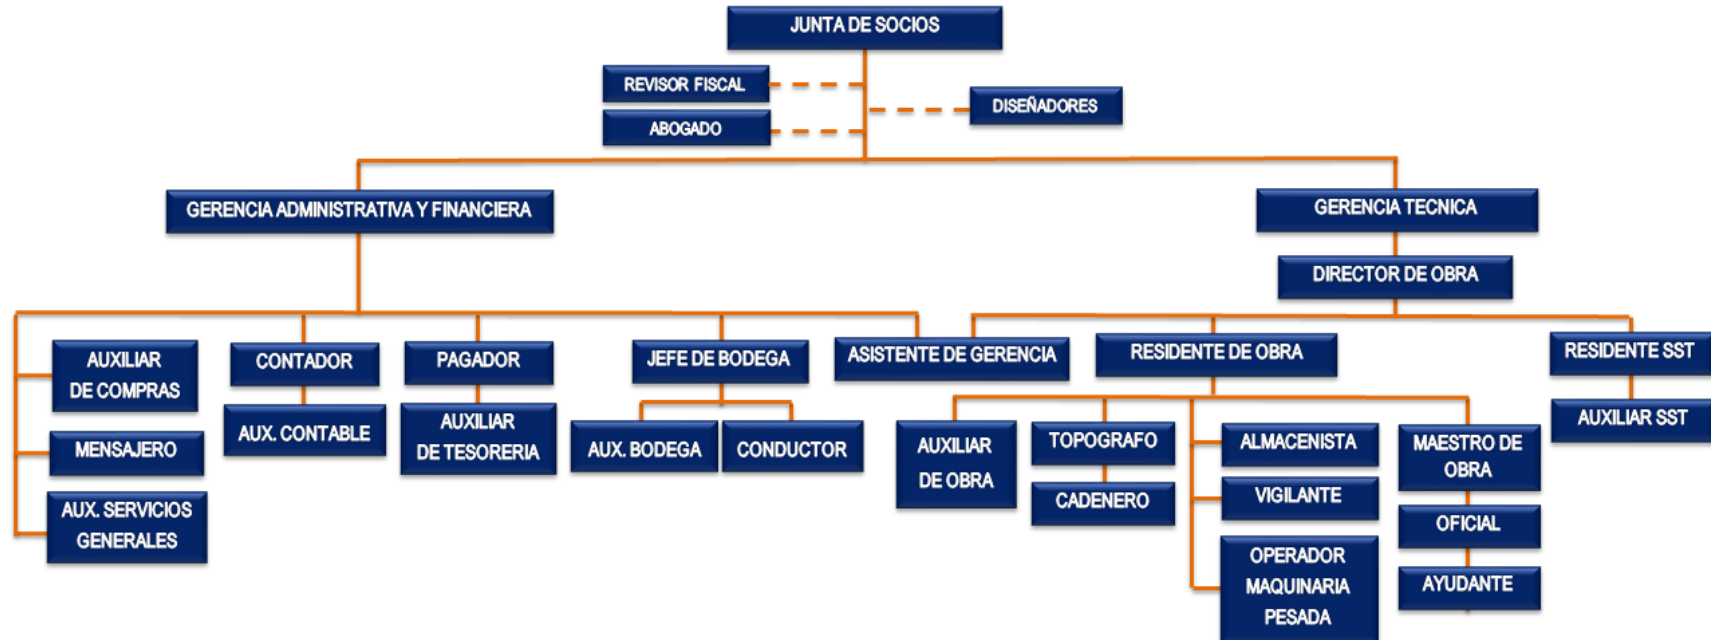 JUNTA DE SOCIOS
REVISOR FISCAL
DISEÑADORES
ABOGADO
GERENCIA ADMINISTRATIVA Y FINANCIERA
GERENCIA TECNICA
DIRECTOR DE OBRA
AUXILIAR
DE COMPRAS
CONTADOR
PAGADOR
JEFE DE BODEGA
ASISTENTE DE GERENCIA
RESIDENTE DE OBRA
RESIDENTE SST
MENSAJERO
AUX. CONTABLE
AUXILIAR
DE TESORERIA
AUX. BODEGA
CONDUCTOR
AUXILIAR
DE OBRA
TOPOGRAFO
ALMACENISTA
MAESTRO DE
OBRA
AUXILIAR SST
AUX. SERVICIOS
GENERALES
CADENERO
VIGILANTE
OFICIAL
OPERADOR
MAQUINARIA
PESADA
AYUDANTE